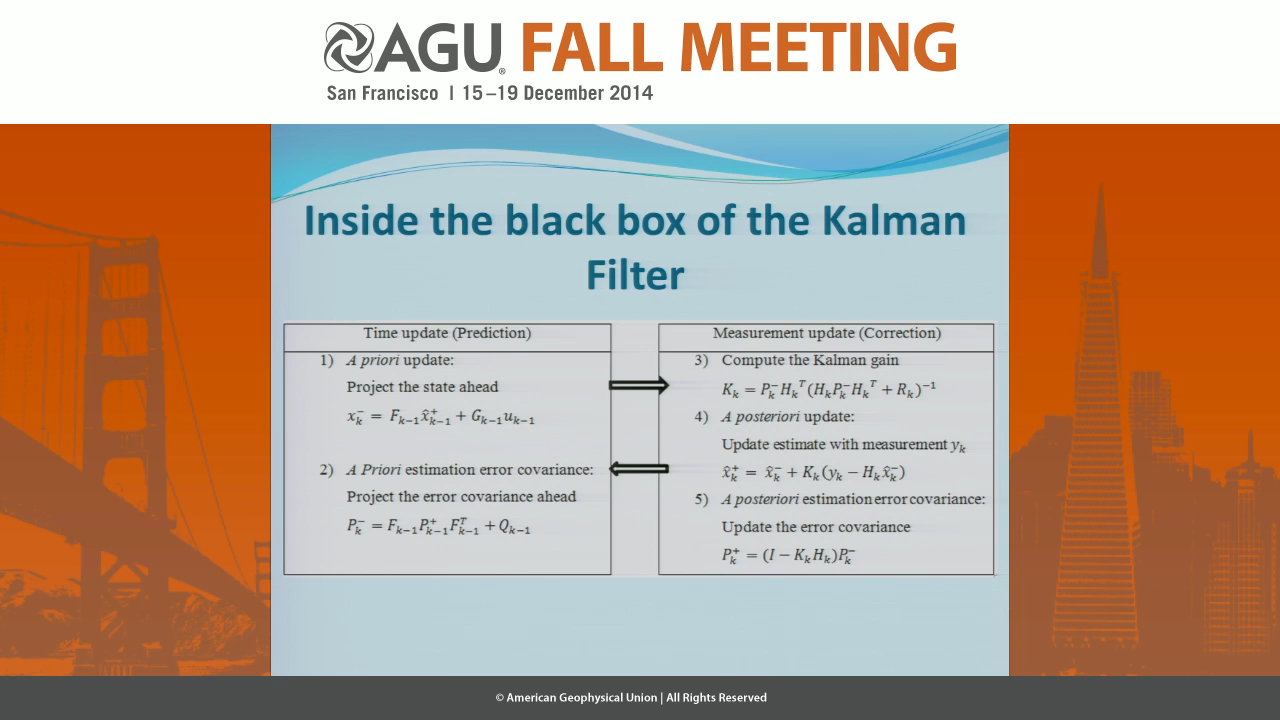 AGU® FALL MEETING
San Francisco | 15–19 December 2014
Inside the black box of the Kalman
Filter
Time update (Prediction)
1) A priori update:
Project the state ahead
x_k^- = F_{k-1} x̂_{k-1}^+ + G_{k-1} u_{k-1}
2) A Priori estimation error covariance:
Project the error covariance ahead
P_k^- = F_{k-1} P_{k-1}^+ F_{k-1}^T + Q_{k-1}
Measurement update (Correction)
3) Compute the Kalman gain
K_k = P_k^- H_k^T (H_k P_k^- H_k^T + R_k)^{-1}
4) A posteriori update:
Update estimate with measurement y_k
x̂_k^+ = x̂_k^- + K_k (y_k − H_k x̂_k^-)
5) A posteriori estimation error covariance:
Update the error covariance
P_k^+ = (I − K_k H_k) P_k^-
© American Geophysical Union | All Rights Reserved